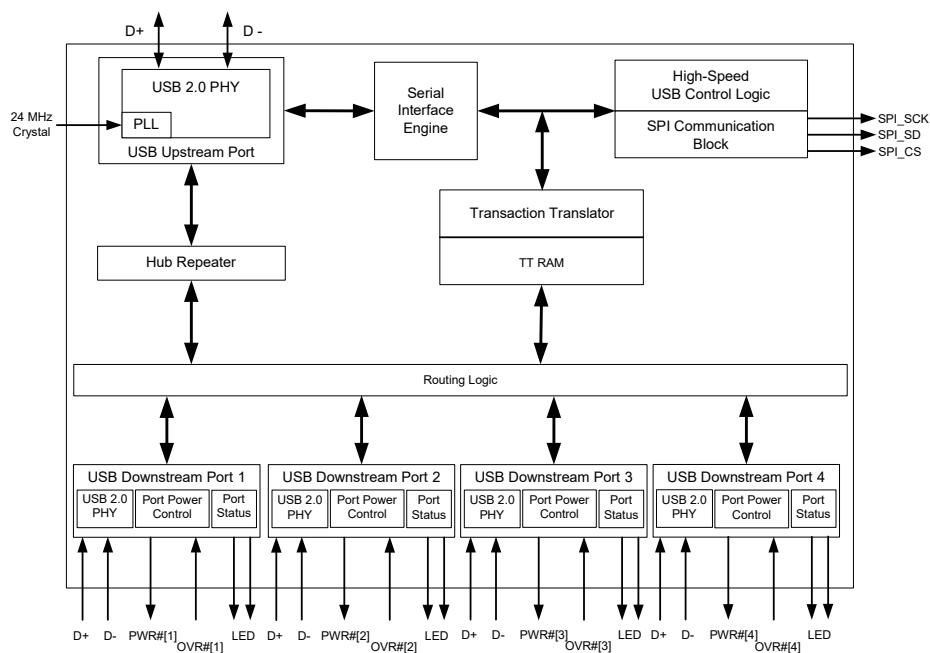 D+ D -
USB 2.0 PHY
PLL
USB Upstream Port
24 MHz
Crystal
Serial
Interface
Engine
High-Speed
USB Control Logic
SPI Communication
Block
SPI_SCK
SPI_SD
SPI_CS
Transaction Translator
TT RAM
Hub Repeater
Routing Logic
USB Downstream Port 1
USB 2.0
PHY
Port Power
Control
Port
Status
USB Downstream Port 2
USB 2.0
PHY
Port Power
Control
Port
Status
USB Downstream Port 3
USB 2.0
PHY
Port Power
Control
Port
Status
USB Downstream Port 4
USB 2.0
PHY
Port Power
Control
Port
Status
D+ D- PWR#[1] OVR#[1] LED
D+ D- PWR#[2] OVR#[2] LED
D+ D- PWR#[3] OVR#[3] LED
D+ D- PWR#[4] OVR#[4] LED